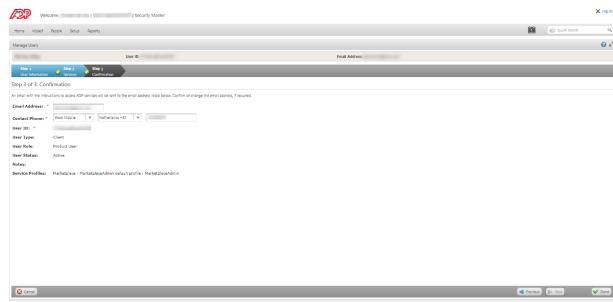 ADP
Welcome, | Security Master
X Log Out
Home Myself People Setup Reports
Quick Search
Manage Users
User ID: Email Address:
Step 1 Step 2 Step 3
User Information Services Confirmation
Step 3 of 3: Confirmation
An email with the instructions to access ADP services will be sent to the email address listed below. Confirm or change the email address, if required.
Email Address: *
Contact Phone: * Work Mobile Netherlands +31
User ID: *
User Type: Client
User Role: Product User
User Status: Active
Notes:
Service Profiles: Marketplace ; MarketplaceAdmin default profile ; MarketplaceAdmin
Cancel Previous Next Done